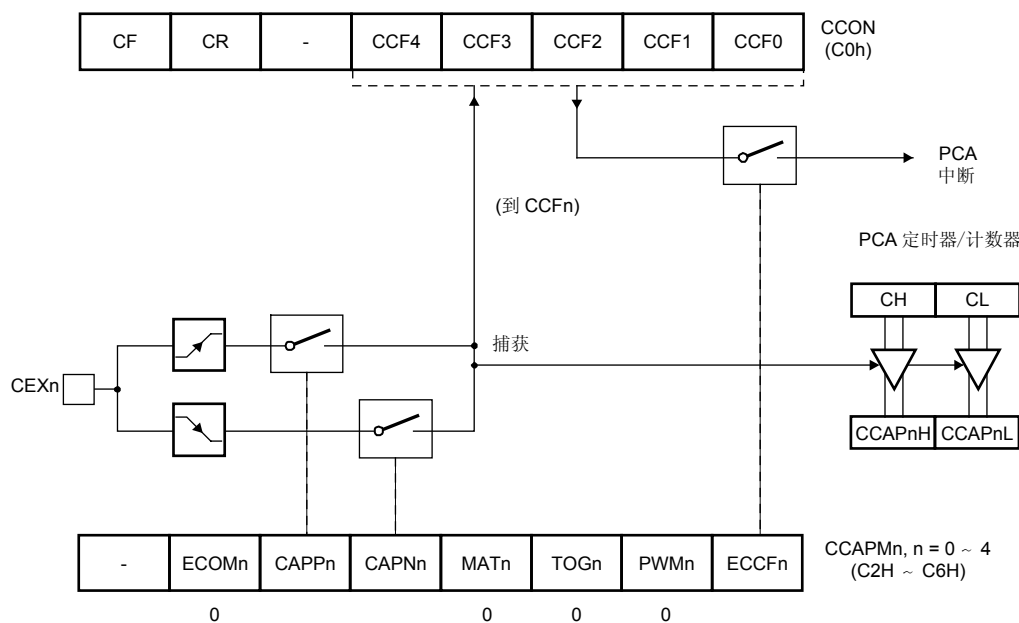 CF CR - CCF4 CCF3 CCF2 CCF1 CCF0
CCON
(C0h)
PCA
中断
(到 CCFn)
PCA 定时器/计数器
CH CL
捕获
CEXn
CCAPnH CCAPnL
- ECOMn CAPPn CAPNn MATn TOGn PWMn ECCFn
CCAPMn, n = 0 ~ 4
(C2H ~ C6H)
0 0 0 0